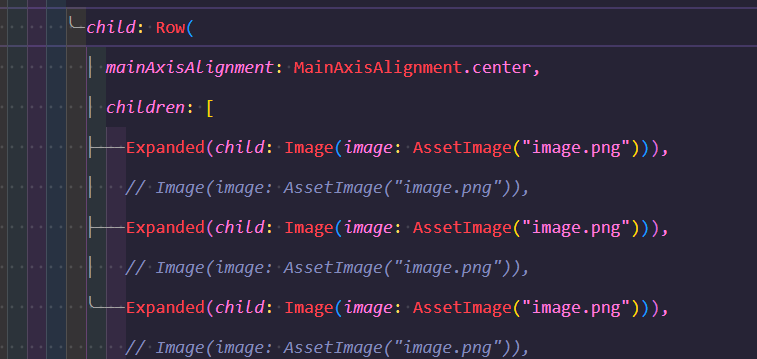 child: Row(
mainAxisAlignment: MainAxisAlignment.center,
children: [
Expanded(child: Image(image: AssetImage("image.png"))),
// Image(image: AssetImage("image.png")),
Expanded(child: Image(image: AssetImage("image.png"))),
// Image(image: AssetImage("image.png")),
Expanded(child: Image(image: AssetImage("image.png"))),
// Image(image: AssetImage("image.png")),